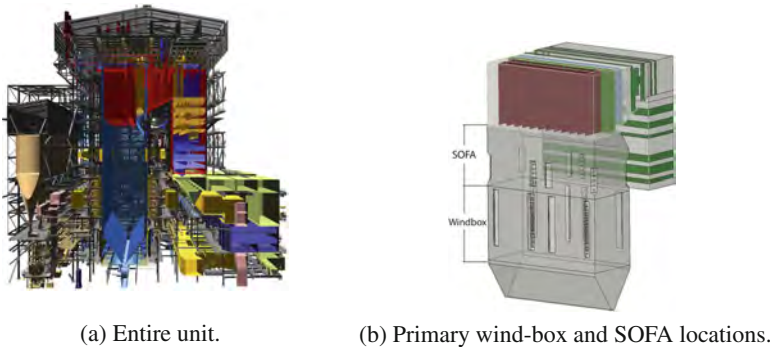 SOFA
Windbox
(a) Entire unit.
(b) Primary wind-box and SOFA locations.